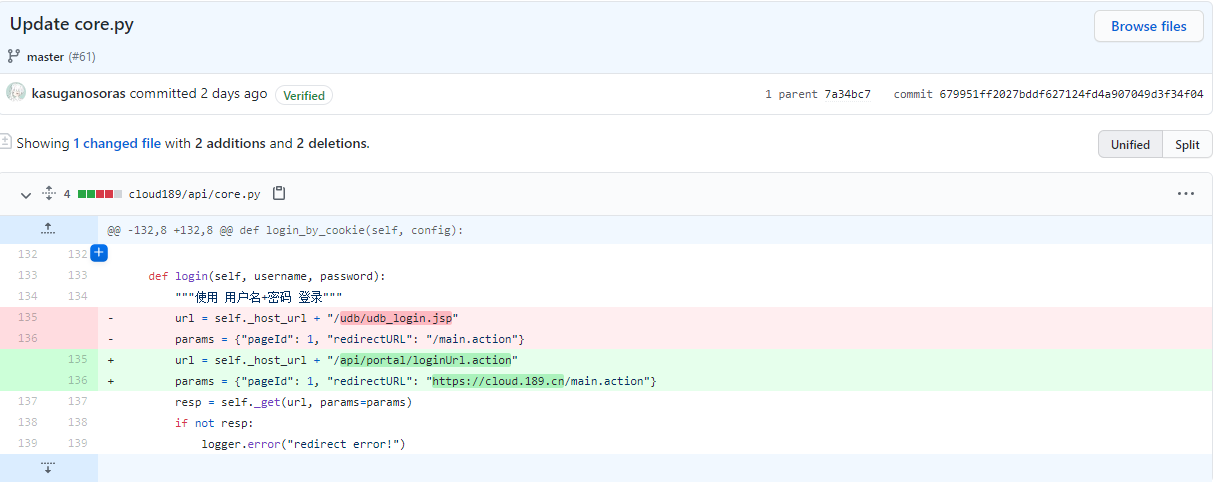 Update core.py
Browse files
master (#61)
kasuganosoras committed 2 days ago Verified
1 parent 7a34bc7 commit 679951ff2027bddf627124fd4a907049d3f34f04
Showing 1 changed file with 2 additions and 2 deletions.
Unified Split
4 cloud189/api/core.py
@@ -132,8 +132,8 @@ def login_by_cookie(self, config):
132 132
133 133 def login(self, username, password):
134 134 """使用 用户名+密码 登录"""
135 - url = self._host_url + "/udb/udb_login.jsp"
136 - params = {"pageId": 1, "redirectURL": "/main.action"}
135 + url = self._host_url + "/api/portal/loginUrl.action"
136 + params = {"pageId": 1, "redirectURL": "https://cloud.189.cn/main.action"}
137 137 resp = self._get(url, params=params)
138 138 if not resp:
139 139 logger.error("redirect error!")